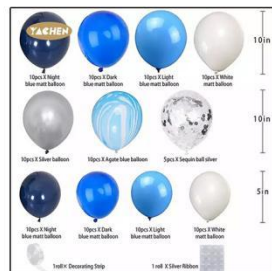 YACHEN
10pcs X Night
blue matt balloon
10pcs X Dark
blue matt balloon
10pcs X Light
blue matt balloon
10pcs X White
matt balloon
10in
10pcs X Silver balloon
10pcs X Agate blue balloon
5pcs X Sequin ball silver
10in
10pcs X Night
blue matt balloon
10pcs X Dark
blue matt balloon
10pcs X Light
blue matt balloon
10pcs X White
matt balloon
5in
1roll× Decorating Strip
1 roll X Silver Ribbon